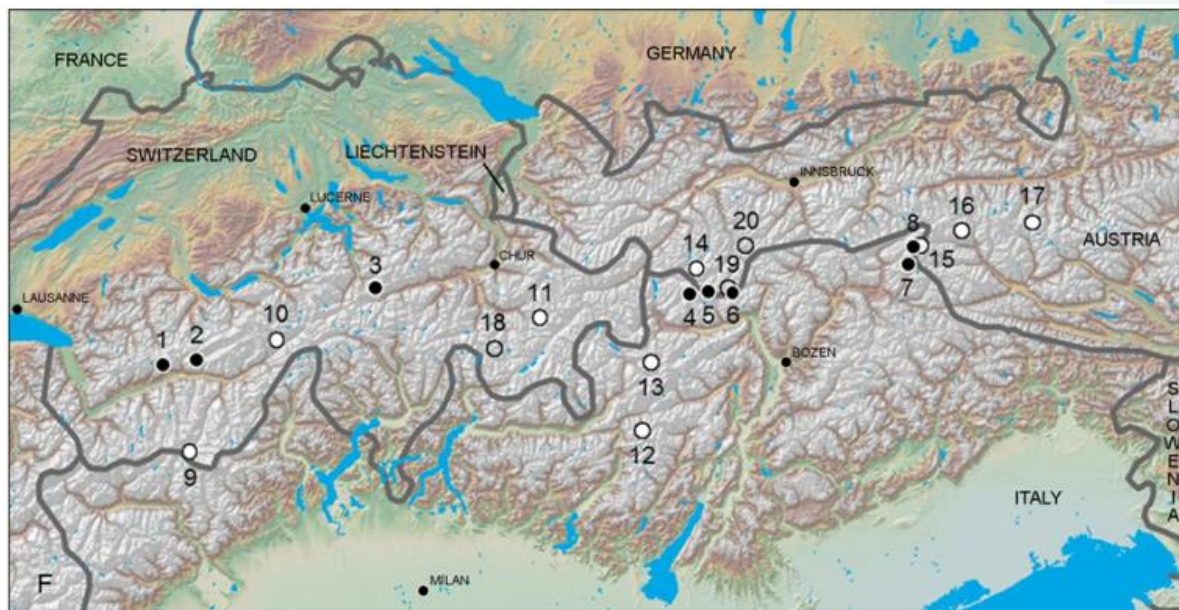 FRANCE
GERMANY
SWITZERLAND
LIECHTENSTEIN
INNSBRUCK
LUCERNE
17
20
8
16
14
15
AUSTRIA
CHUR
3
19
7
LAUSANNE
11
4
5
6
10
18
1
2
BOZEN
13
12
9
SLOWENIJA
ITALY
F
MILAN